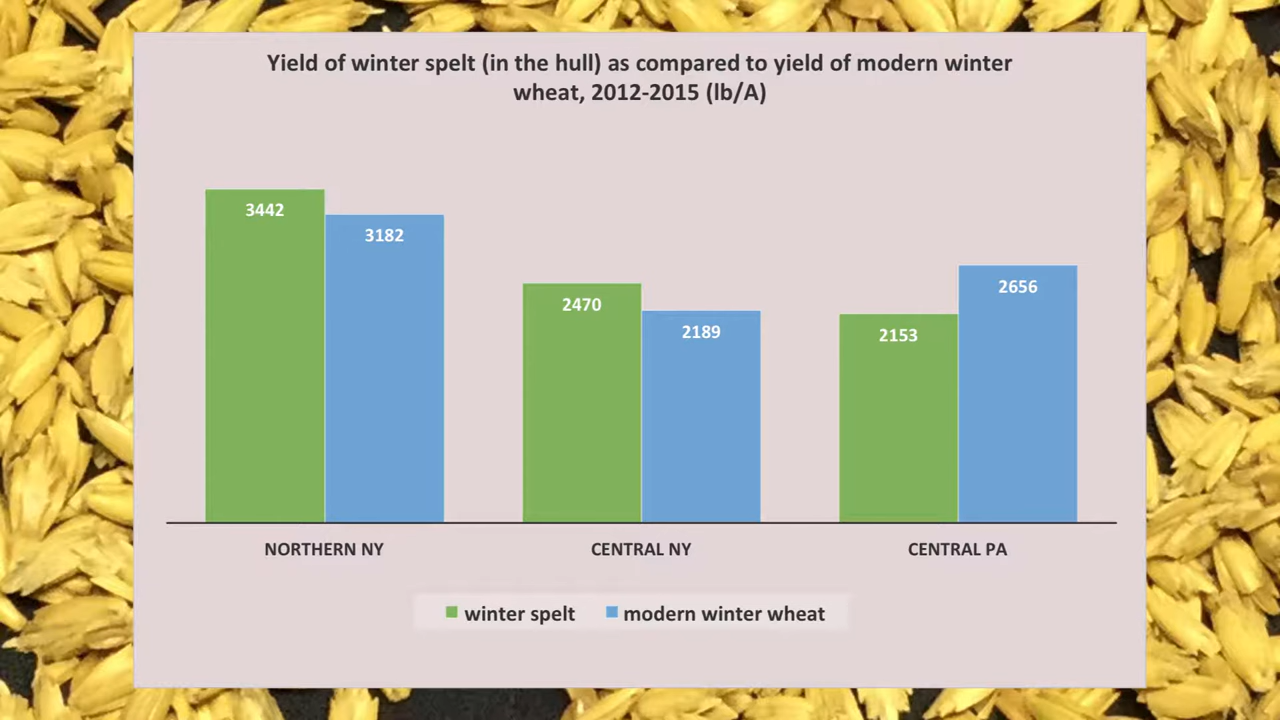 Yield of winter spelt (in the hull) as compared to yield of modern winter
wheat, 2012-2015 (lb/A)
3442
3182
2470
2189
2153
2656
NORTHERN NY
CENTRAL NY
CENTRAL PA
winter spelt
modern winter wheat